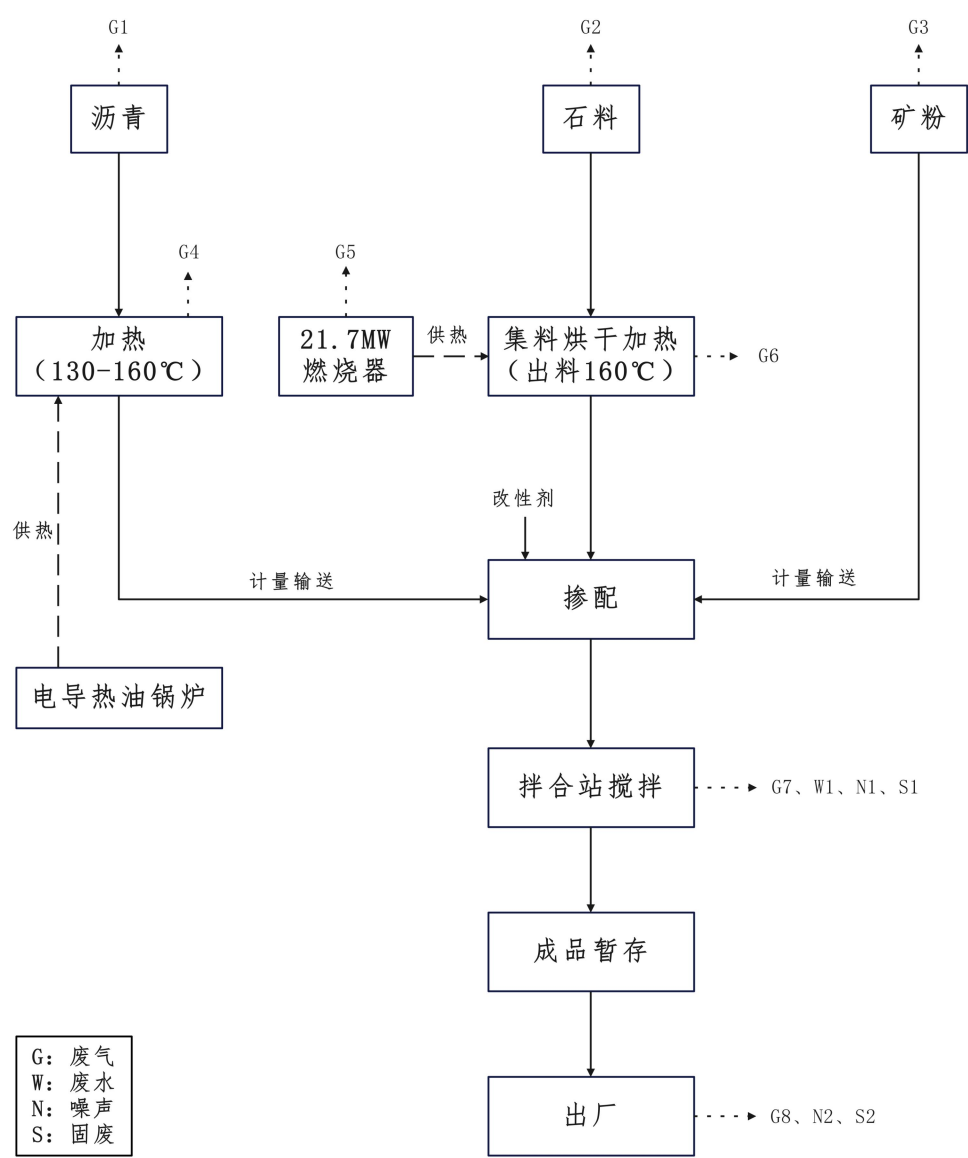 G1
G2
G3
沥青
石料
矿粉
G4
G5
加热
（130-160℃）
21.7MW
燃烧器
供热
集料烘干加热
（出料160℃）
G6
改性剂
供热
计量输送
计量输送
掺配
电导热油锅炉
拌合站搅拌
G7、W1、N1、S1
成品暂存
G：废气
W：废水
N：噪声
S：固废
出厂
G8、N2、S2